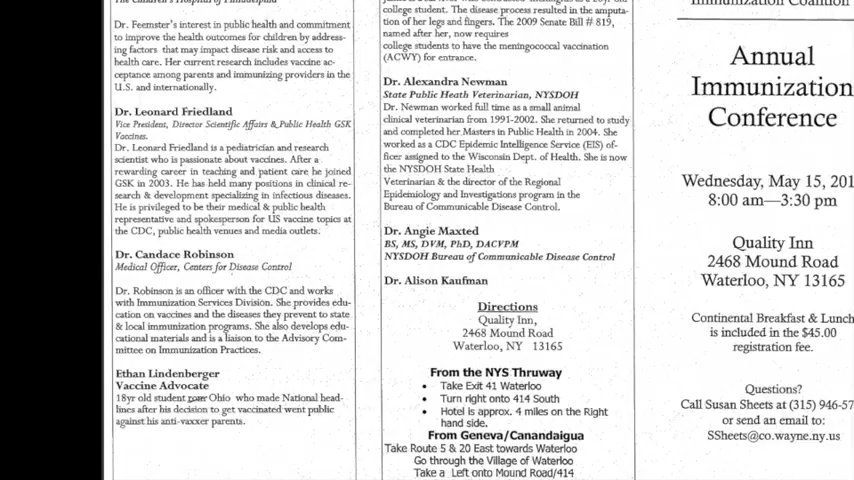 The Children's Hospital of Philadelphia
Dr. Feemster's interest in public health and commitment
to improve the health outcomes for children by address-
ing factors that may impact disease risk and access to
health care. Her current research includes vaccine ac-
ceptance among parents and immunizing providers in the
U.S. and internationally.
Dr. Leonard Friedland
Vice President, Director Scientific Affairs & Public Health GSK
Vaccines.
Dr. Leonard Friedland is a pediatrician and research
scientist who is passionate about vaccines. After a
rewarding career in teaching and patient care he joined
GSK in 2003. He has held many positions in clinical re-
search & development specializing in infectious diseases.
He is privileged to be their medical & public health
representative and spokesperson for US vaccine topics at
the CDC, public health venues and media outlets.
Dr. Candace Robinson
Medical Officer, Centers for Disease Control
Dr. Robinson is an officer with the CDC and works
with Immunization Services Division. She provides edu-
cation on vaccines and the diseases they prevent to state
& local immunization programs. She also develops edu-
cational materials and is a liaison to the Advisory Com-
mittee on Immunization Practices.
Ethan Lindenberger
Vaccine Advocate
18yr old student from Ohio who made National head-
lines after his decision to get vaccinated went public
against his anti-vaxxer parents.
college student. The disease process resulted in the amputa-
tion of her legs and fingers. The 2009 Senate Bill # 819,
named after her, now requires
college students to have the meningococcal vaccination
(ACWY) for entrance.
Dr. Alexandra Newman
State Public Heath Veterinarian, NYSDOH
Dr. Newman worked full time as a small animal
clinical veterinarian from 1991-2002. She returned to study
and completed her Masters in Public Health in 2004. She
worked as a CDC Epidemic Intelligence Service (EIS) of-
ficer assigned to the Wisconsin Dept. of Health. She is now
the NYSDOH State Health
Veterinarian & the director of the Regional
Epidemiology and Investigations program in the
Bureau of Communicable Disease Control.
Dr. Angie Maxted
BS, MS, DVM, PhD, DACVPM
NYSDOH Bureau of Communicable Disease Control
Dr. Alison Kaufman
Directions
Quality Inn,
2468 Mound Road
Waterloo, NY 13165
From the NYS Thruway
• Take Exit 41 Waterloo
• Turn right onto 414 South
• Hotel is approx. 4 miles on the Right
hand side.
From Geneva/Canandaigua
Take Route 5 & 20 East towards Waterloo
Go through the Village of Waterloo
Take a Left onto Mound Road/414
Immunization Coalition
Annual
Immunization
Conference
Wednesday, May 15, 201
8:00 am—3:30 pm
Quality Inn
2468 Mound Road
Waterloo, NY 13165
Continental Breakfast & Lunch
is included in the $45.00
registration fee.
Questions?
Call Susan Sheets at (315) 946-57
or send an email to:
SSheets@co.wayne.ny.us